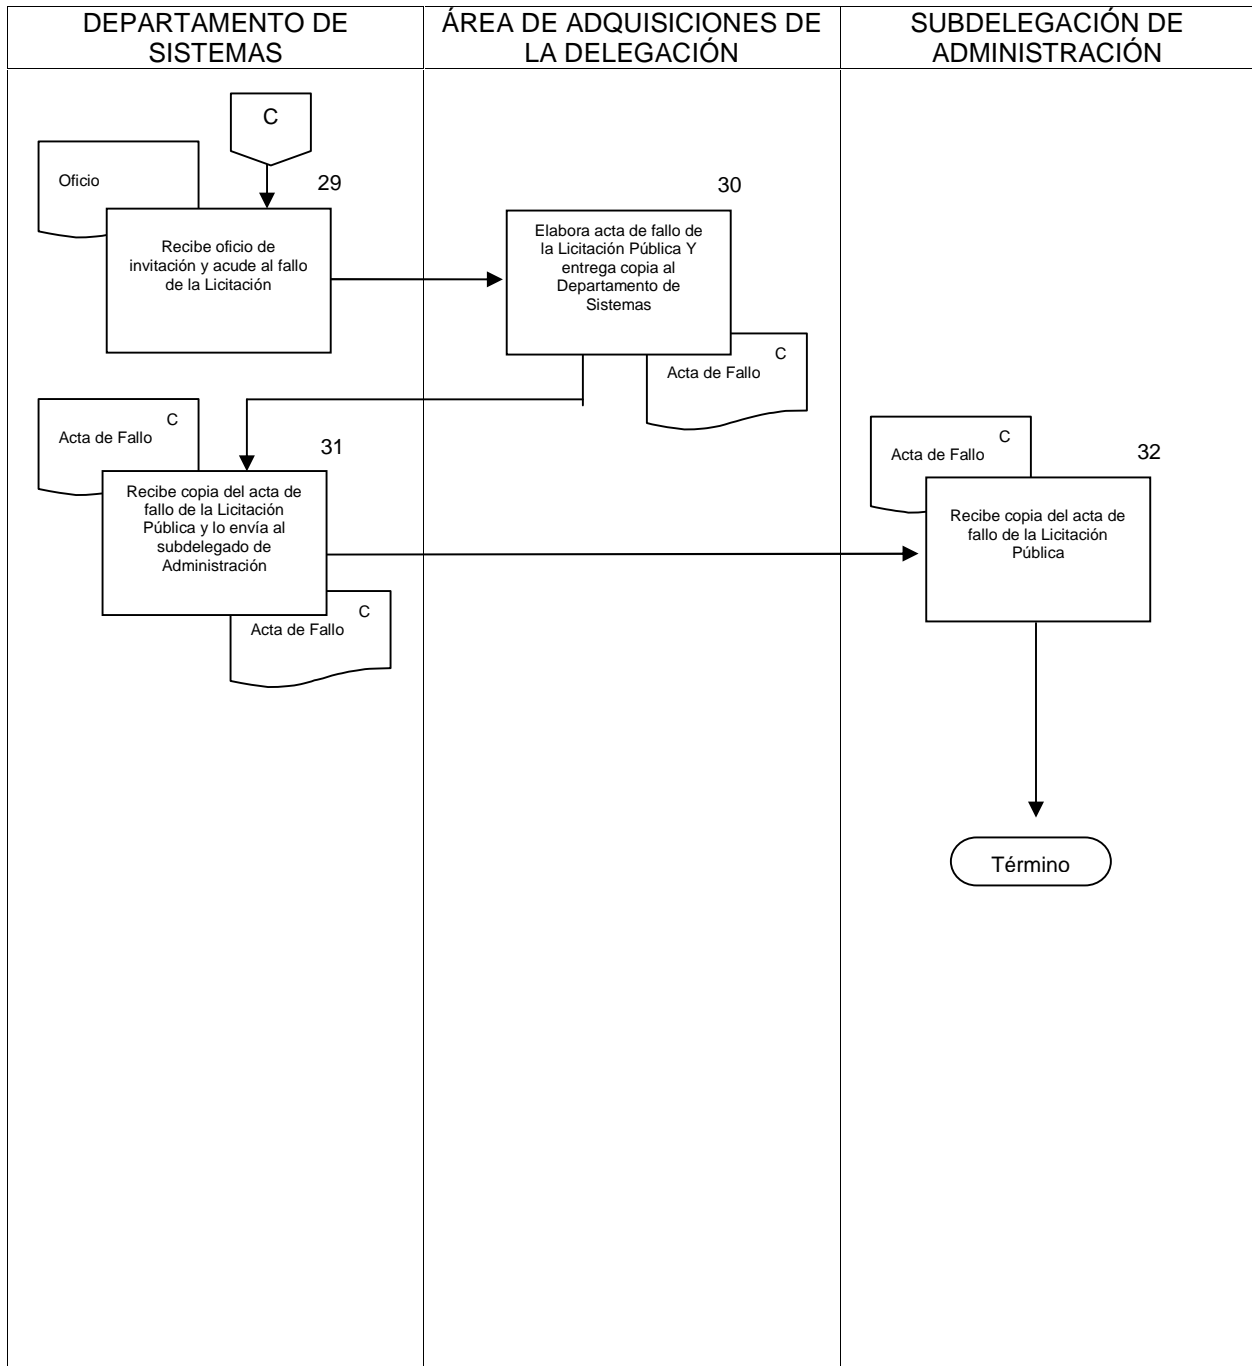 DEPARTAMENTO DE
SISTEMAS
ÁREA DE ADQUISICIONES DE
LA DELEGACIÓN
SUBDELEGACIÓN DE
ADMINISTRACIÓN
C
Oficio
29
Recibe oficio de
invitación y acude al fallo
de la Licitación
30
Elabora acta de fallo de
la Licitación Pública Y
entrega copia al
Departamento de
Sistemas
C
Acta de Fallo
C
Acta de Fallo
31
Recibe copia del acta de
fallo de la Licitación
Pública y lo envía al
subdelegado de
Administración
C
Acta de Fallo
C
Acta de Fallo
32
Recibe copia del acta de
fallo de la Licitación
Pública
Término